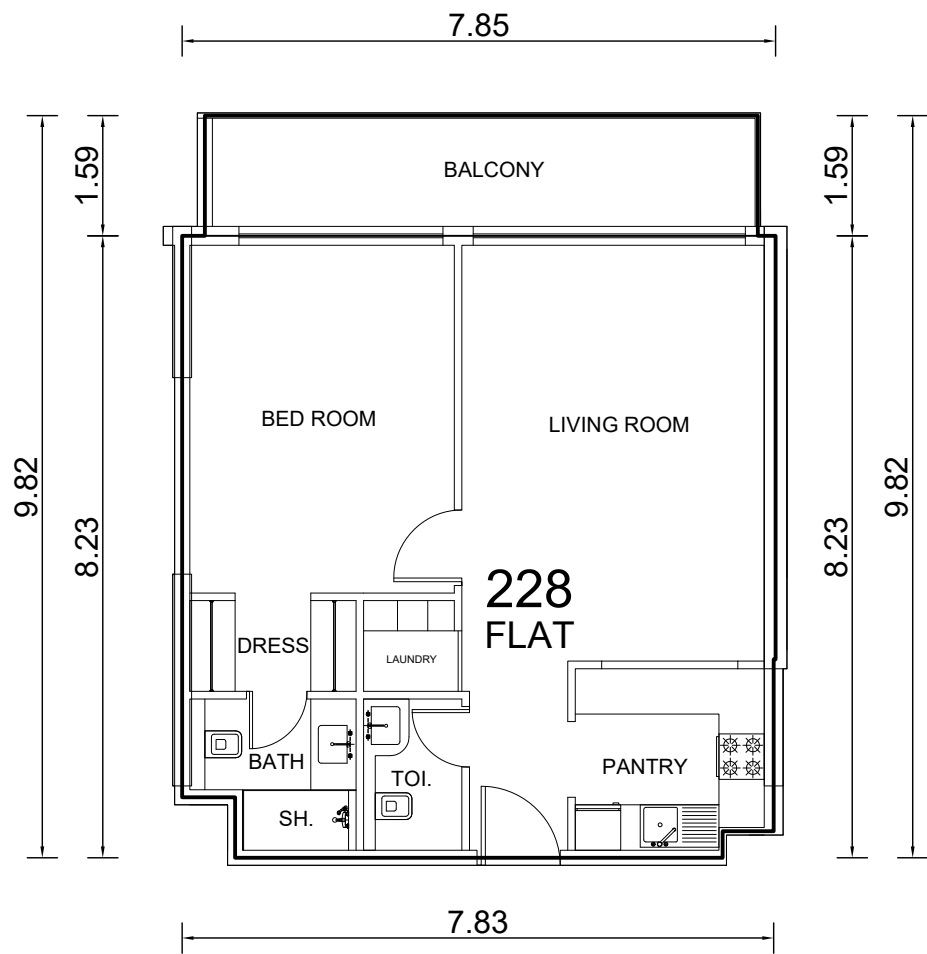 7.85
BALCONY
1.59
1.59
BED ROOM
LIVING ROOM
9.82
8.23
8.23
9.82
228
FLAT
DRESS
LAUNDRY
BATH
TOI.
PANTRY
SH.
7.83